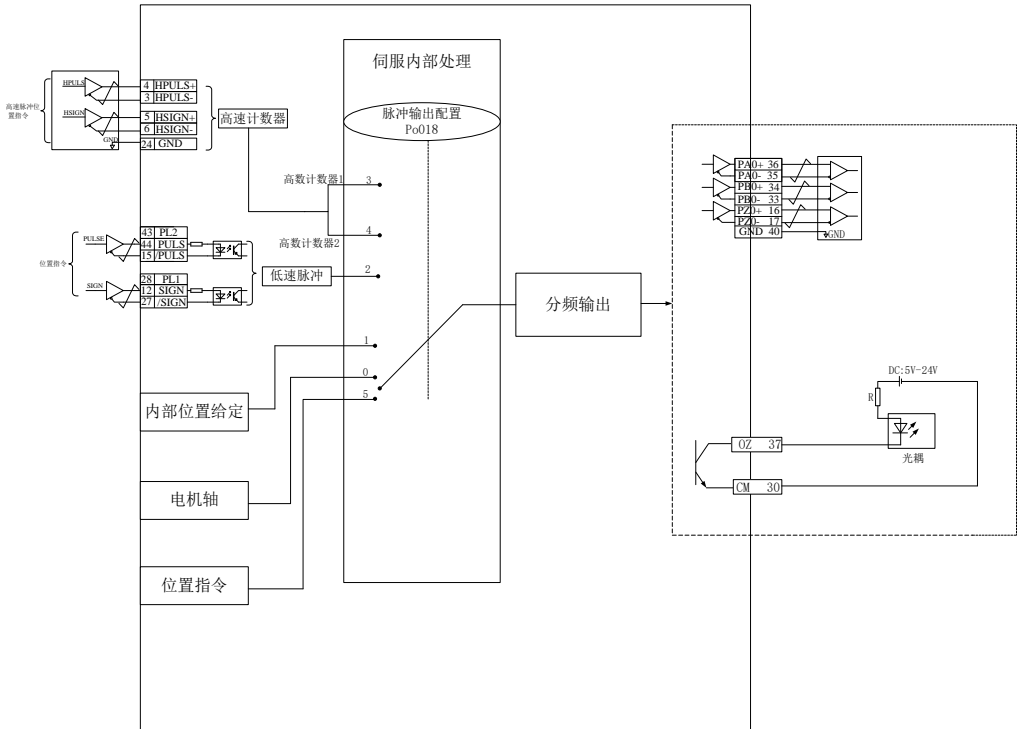 伺服内部处理
脉冲输出配置
Po018
高速脉冲位
置指令
HPULS
HSIGN
GND
4 HPULS+
3 HPULS-
5 HSIGN+
6 HSIGN-
24 GND
高速计数器
高数计数器1 3
高数计数器2 4
位置指令
PULSE
SIGN
43 PL2
44 PULS
15 /PULS
28 PL1
12 SIGN
27 /SIGN
低速脉冲
2
1
0
5
内部位置给定
电机轴
位置指令
分频输出
PA0+ 36
PA0- 35
PB0+ 34
PB0- 33
PZ0+ 16
PZ0- 17
GND 40
GND
DC:5V-24V
R
光耦
OZ 37
CM 30